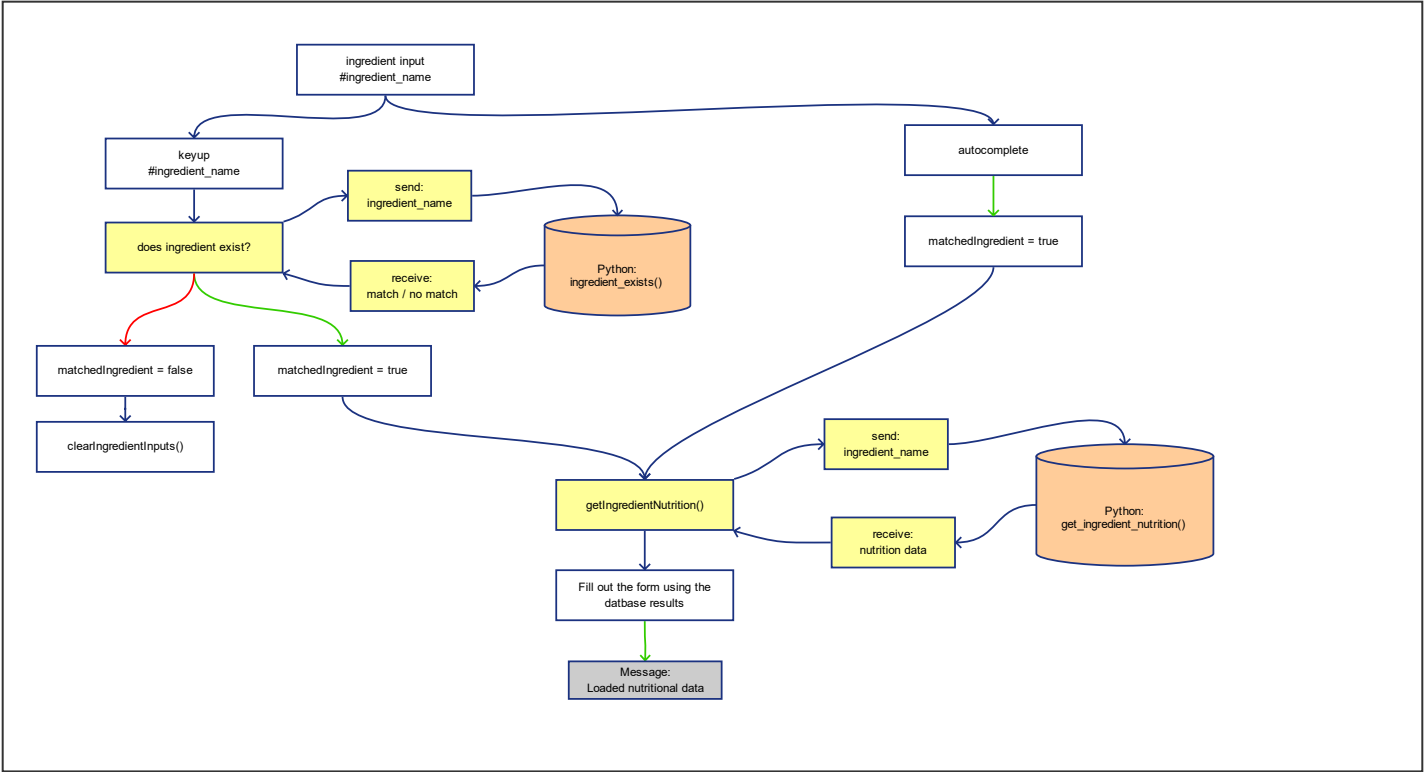 ingredient input
#ingredient_name
keyup
#ingredient_name
autocomplete
send:
ingredient_name
does ingredient exist?
matchedIngredient = true
Python:
ingredient_exists()
receive:
match / no match
matchedIngredient = false
matchedIngredient = true
clearIngredientInputs()
send:
ingredient_name
getIngredientNutrition()
Python:
get_ingredient_nutrition()
receive:
nutrition data
Fill out the form using the
datbase results
Message:
Loaded nutritional data